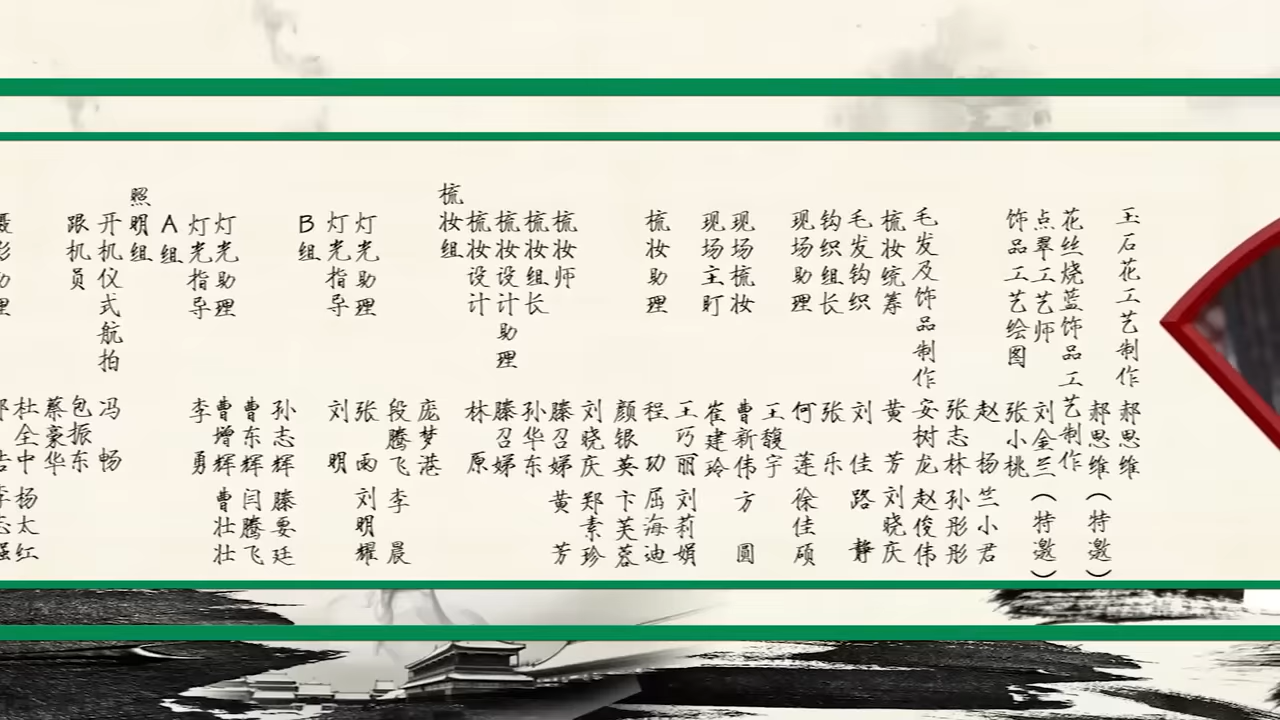 杜全中 杨太红
蔡豪华
跟机员 包振东
开机仪式航拍 冯畅
照明组
A组
灯光指导 李勇
灯光助理 曹增辉 曹壮壮
曹东辉 闫腾飞
孙志辉 滕要廷
B组
灯光指导 刘明
灯光助理 张雨 刘明耀
段腾飞 李晨
庞梦湛
梳妆组
梳妆设计 林原
梳妆设计助理 滕召娣
梳妆组长 孙华东
梳妆师 滕召娣 黄芳
刘晓庆 郑素珍
颜银英 卞芙蓉
梳妆助理 程功 屈海迪
王巧丽 刘莉娟
现场主盯 崔建玲
现场梳妆 曹新伟 方圆
王馥宇
现场助理 何莲 徐佳硕
钩织组长 张乐
毛发钩织 刘佳 路静
梳妆统筹 黄芳 刘晓庆
毛发及饰品制作 安树龙 赵俊伟
张志林 孙彤彤
赵杨 竺小君
饰品工艺绘图 张小桃
点翠工艺师 刘金兰（特邀）
花丝烧蓝饰品工艺制作 郝思维（特邀）
玉石花工艺制作 郝思维